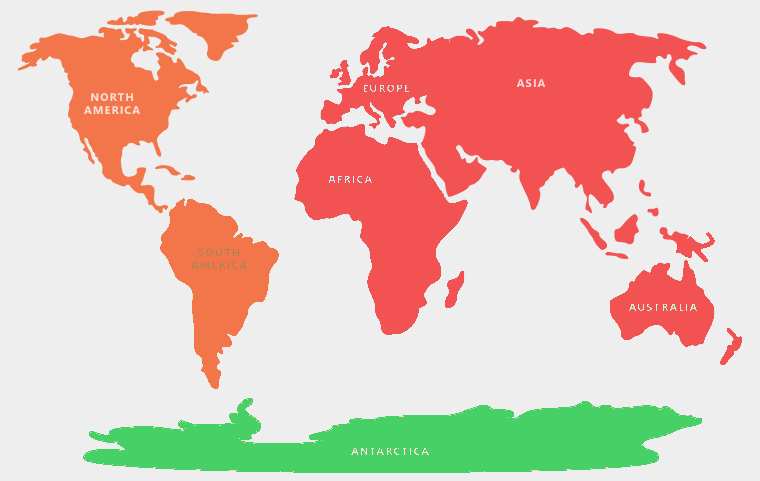 NORTH
AMERICA
EUROPE
ASIA
AFRICA
SOUTH
AMERICA
AUSTRALIA
ANTARCTICA